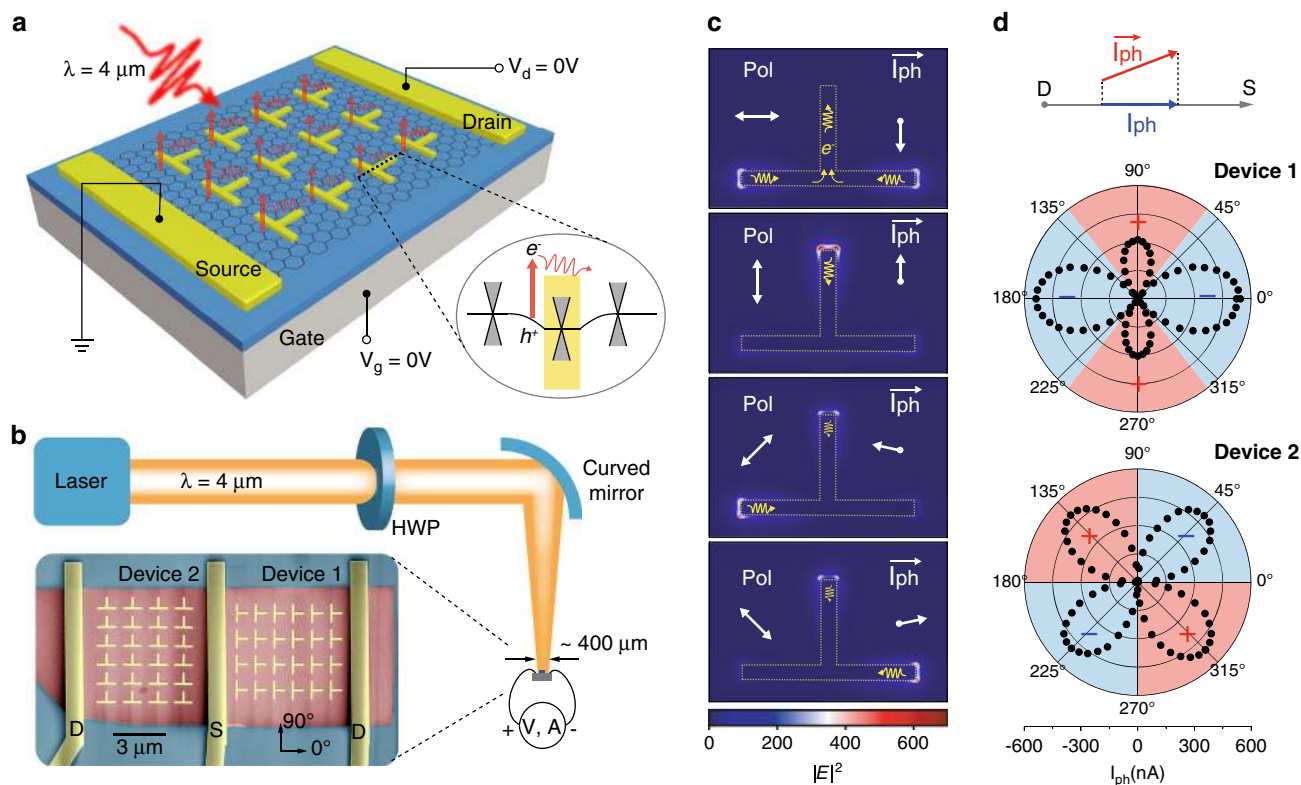 a
λ = 4 μm
V_d = 0V
Drain
Source
Gate
V_g = 0V
e⁻
h⁺
b
Laser
λ = 4 μm
HWP
Curved
mirror
Device 2
Device 1
D
S
D
3 μm
90°
0°
~ 400 μm
+
V, A
-
c
Pol
I_ph
e⁻
Pol
I_ph
Pol
I_ph
Pol
I_ph
0
200
400
600
|E|²
d
I_ph
D
S
I_ph
Device 1
90°
135°
45°
+
180°
−
−
0°
+
225°
315°
270°
Device 2
90°
135°
45°
+
−
180°
0°
−
+
225°
315°
270°
-600
-300
0
300
600
I_ph(nA)